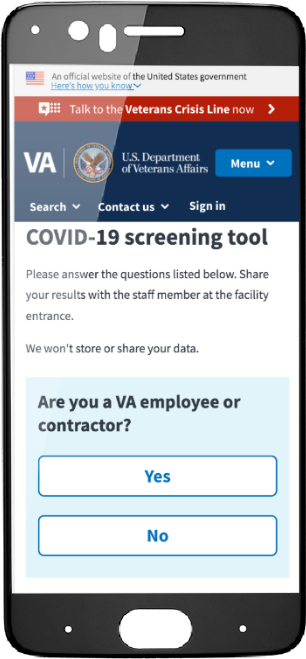 An official website of the United States government
Here's how you know
Talk to the Veterans Crisis Line now
VA
U.S. Department
of Veterans Affairs
Menu
Search
Contact us
Sign in
COVID-19 screening tool
Please answer the questions listed below. Share
your results with the staff member at the facility
entrance.
We won't store or share your data.
Are you a VA employee or
contractor?
Yes
No